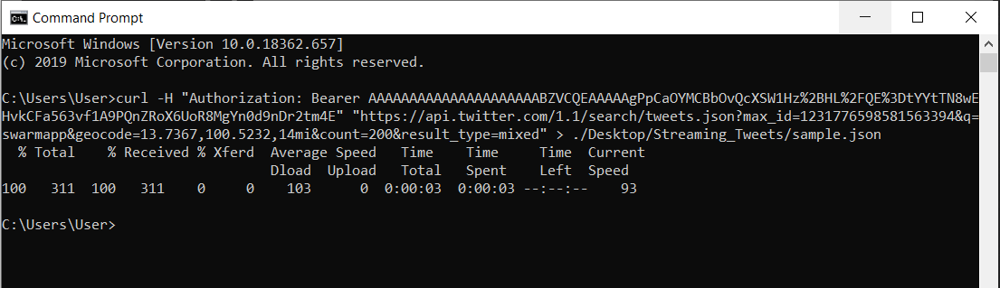 Command Prompt
Microsoft Windows [Version 10.0.18362.657]
(c) 2019 Microsoft Corporation. All rights reserved.
C:\Users\User>curl -H "Authorization: Bearer AAAAAAAAAAAAAAAAAAAAABZVCQEAAAAAgPpCaOYMCBbOvQcXSW1Hz%2BHL%2FQE%3DtYYtTN8wE
HvkCFa563vf1A9PQnZRoX6UoR8MgYn0d9nDr2tm4E" "https://api.twitter.com/1.1/search/tweets.json?max_id=1231776598581563394&q=
swarmapp&geocode=13.7367,100.5232,14mi&count=200&result_type=mixed" > ./Desktop/Streaming_Tweets/sample.json
% Total % Received % Xferd Average Speed Time Time Time Current
Dload Upload Total Spent Left Speed
100 311 100 311 0 0 103 0 0:00:03 0:00:03 --:--:-- 93
C:\Users\User>